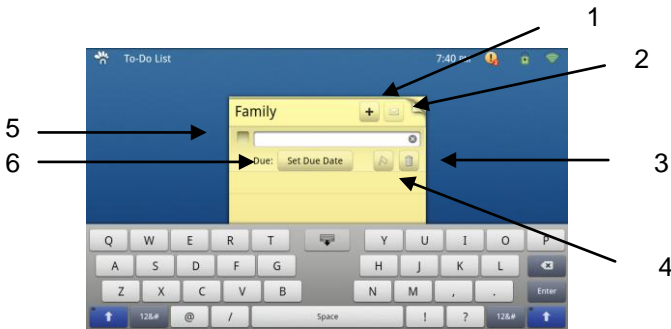 1
To-Do List 7:40
2
Family +
5
6 Due: Set Due Date 3
4
Q W E R T Y U I O P
A S D F G H J K L
Z X C V B N M , . Enter
12&# @ / Space ! ? 12&#